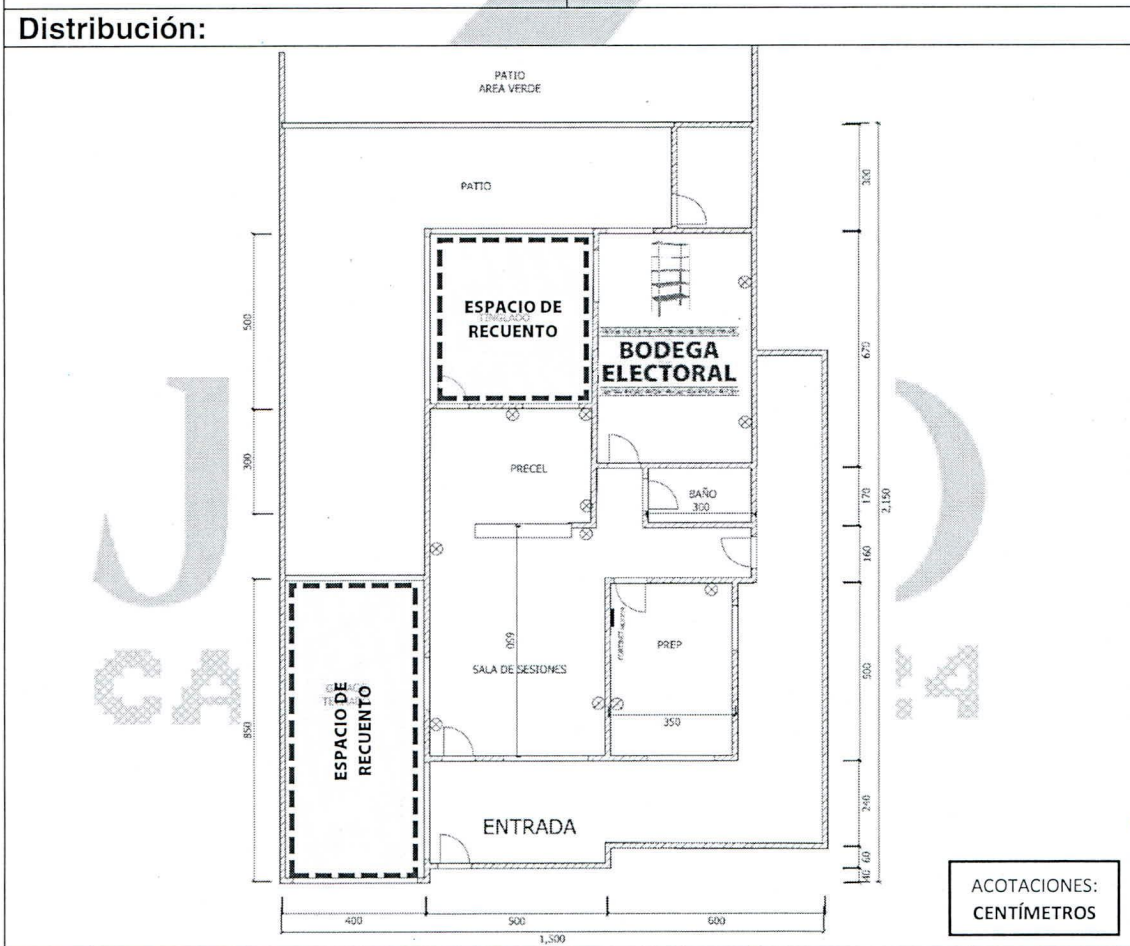 Distribución:
PATIO
AREA VERDE
PATIO
300
ESPACIO DE
TINGLADO
RECUENTO
500
BODEGA
ELECTORAL
670
300
PRECEL
BAÑO
300
170
2,150
160
650
SALA DE SESIONES
PREP
500
350
ESPACIO DE
RECUENTO
850
ENTRADA
240
60
40
400
500
600
1,500
ACOTACIONES:
CENTÍMETROS